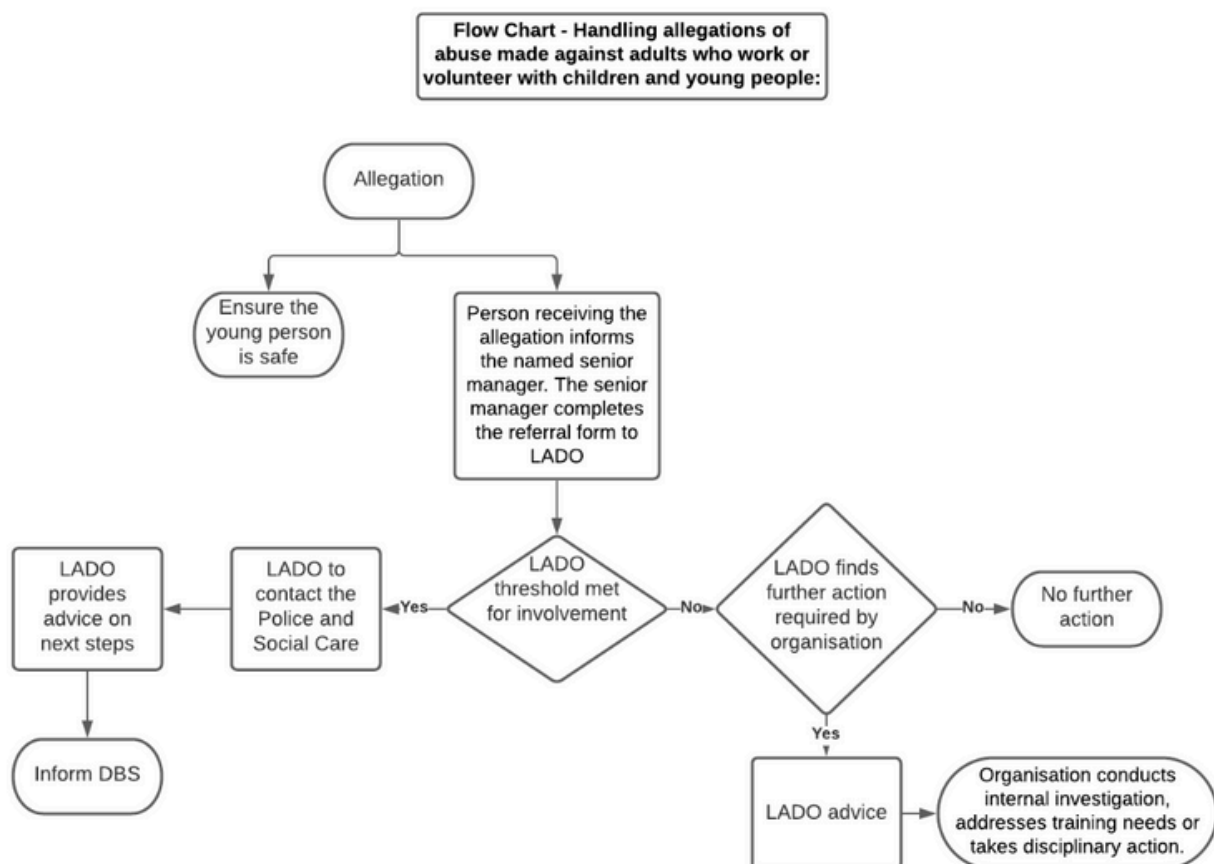 Flow Chart - Handling allegations of
abuse made against adults who work or
volunteer with children and young people:
Allegation
Ensure the
young person
is safe
Person receiving the
allegation informs
the named senior
manager. The senior
manager completes
the referral form to
LADO
LADO
provides
advice on
next steps
LADO to
contact the
Police and
Social Care
Yes
LADO
threshold met
for involvement
No
LADO finds
further action
required by
organisation
No
No further
action
Yes
Inform DBS
LADO advice
Organisation conducts
internal investigation,
addresses training needs or
takes disciplinary action.